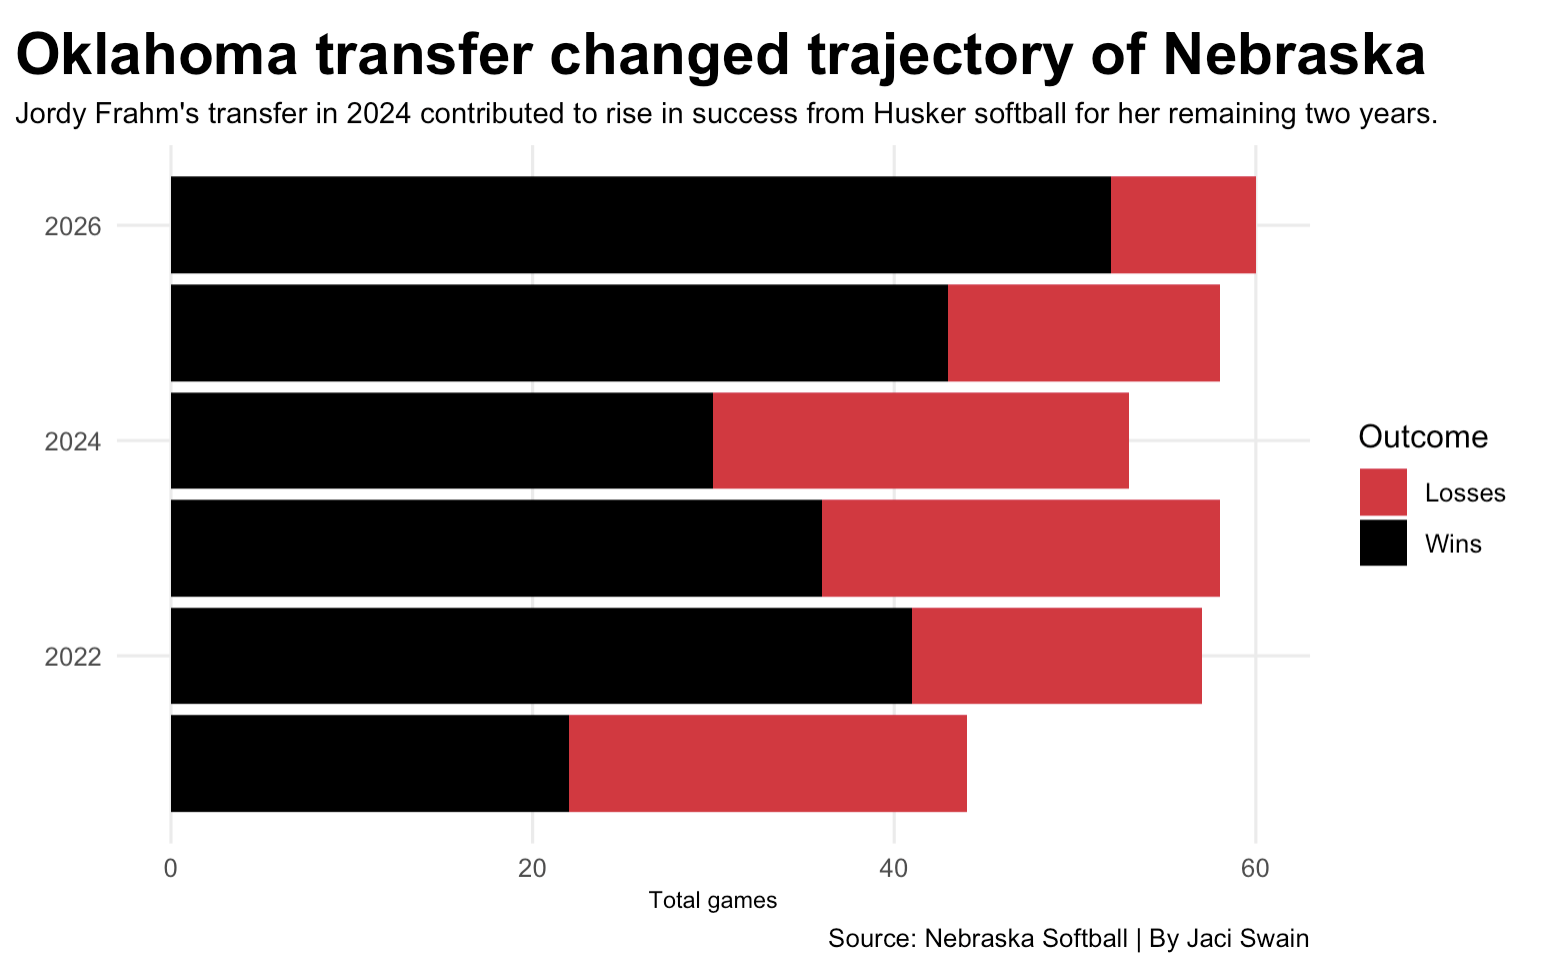 Oklahoma transfer changed trajectory of Nebraska
Jordy Frahm's transfer in 2024 contributed to rise in success from Husker softball for her remaining two years.
2026
2024
2022
0 20 40 60
Total games
Outcome
Losses
Wins
Source: Nebraska Softball | By Jaci Swain